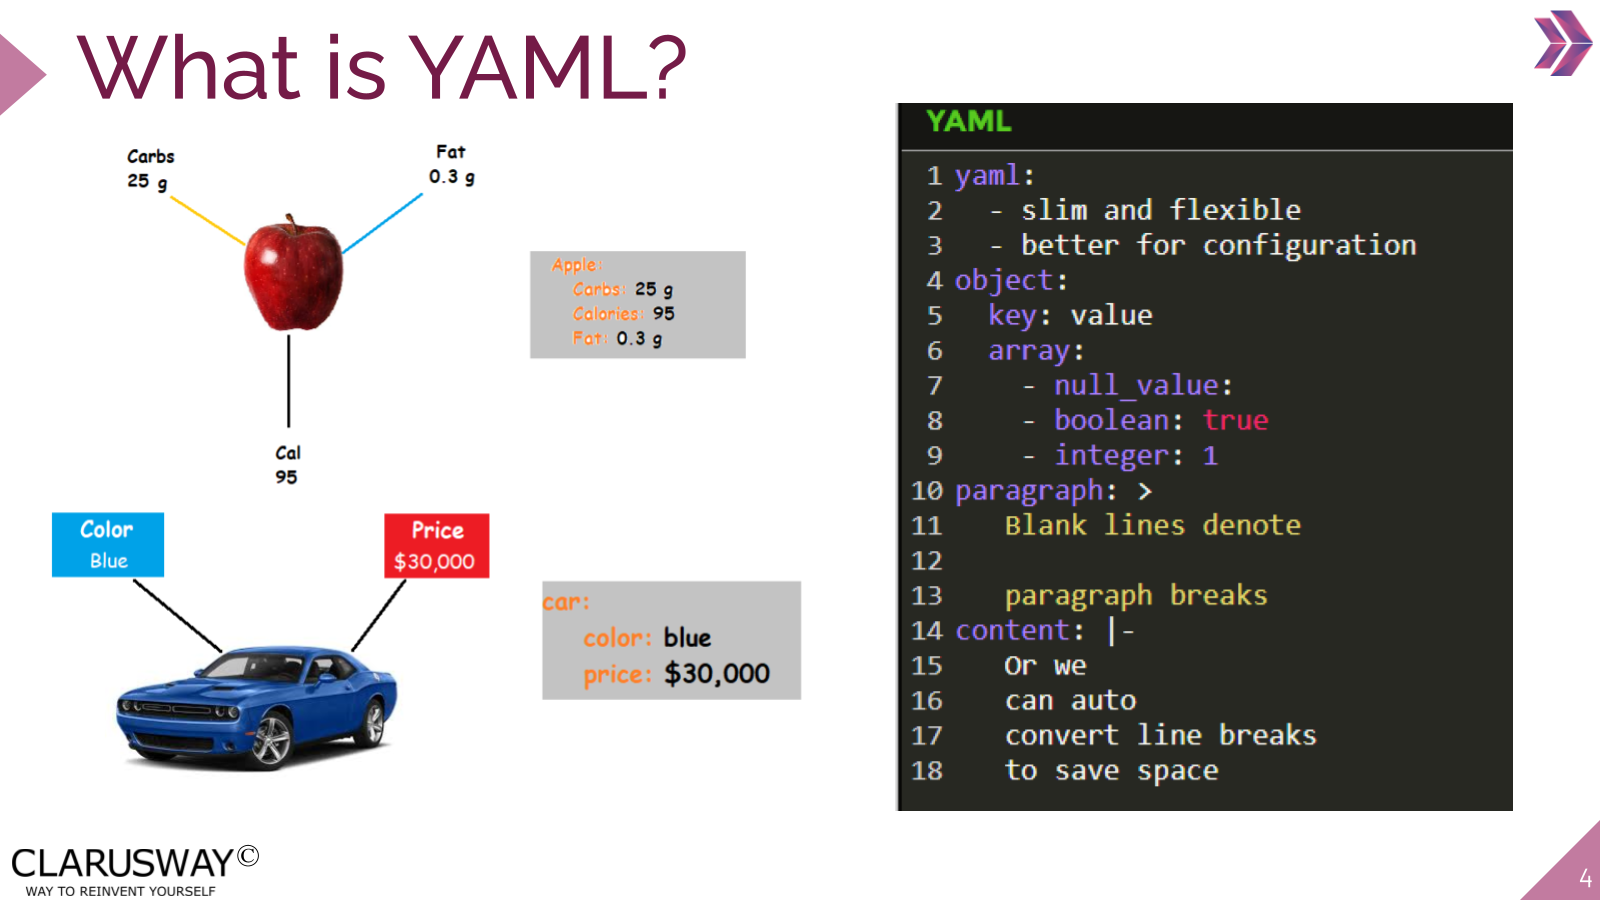 What is YAML?
Carbs
25 g
Fat
0.3 g
Cal
95
Apple:
Carbs: 25 g
Calories: 95
Fat: 0.3 g
Color
Blue
Price
$30,000
car:
color: blue
price: $30,000
YAML
1 yaml:
2   - slim and flexible
3   - better for configuration
4 object:
5   key: value
6   array:
7     - null_value:
8     - boolean: true
9     - integer: 1
10 paragraph: >
11    Blank lines denote
12
13    paragraph breaks
14 content: |-
15    Or we
16    can auto
17    convert line breaks
18    to save space
CLARUSWAY©
WAY TO REINVENT YOURSELF
4